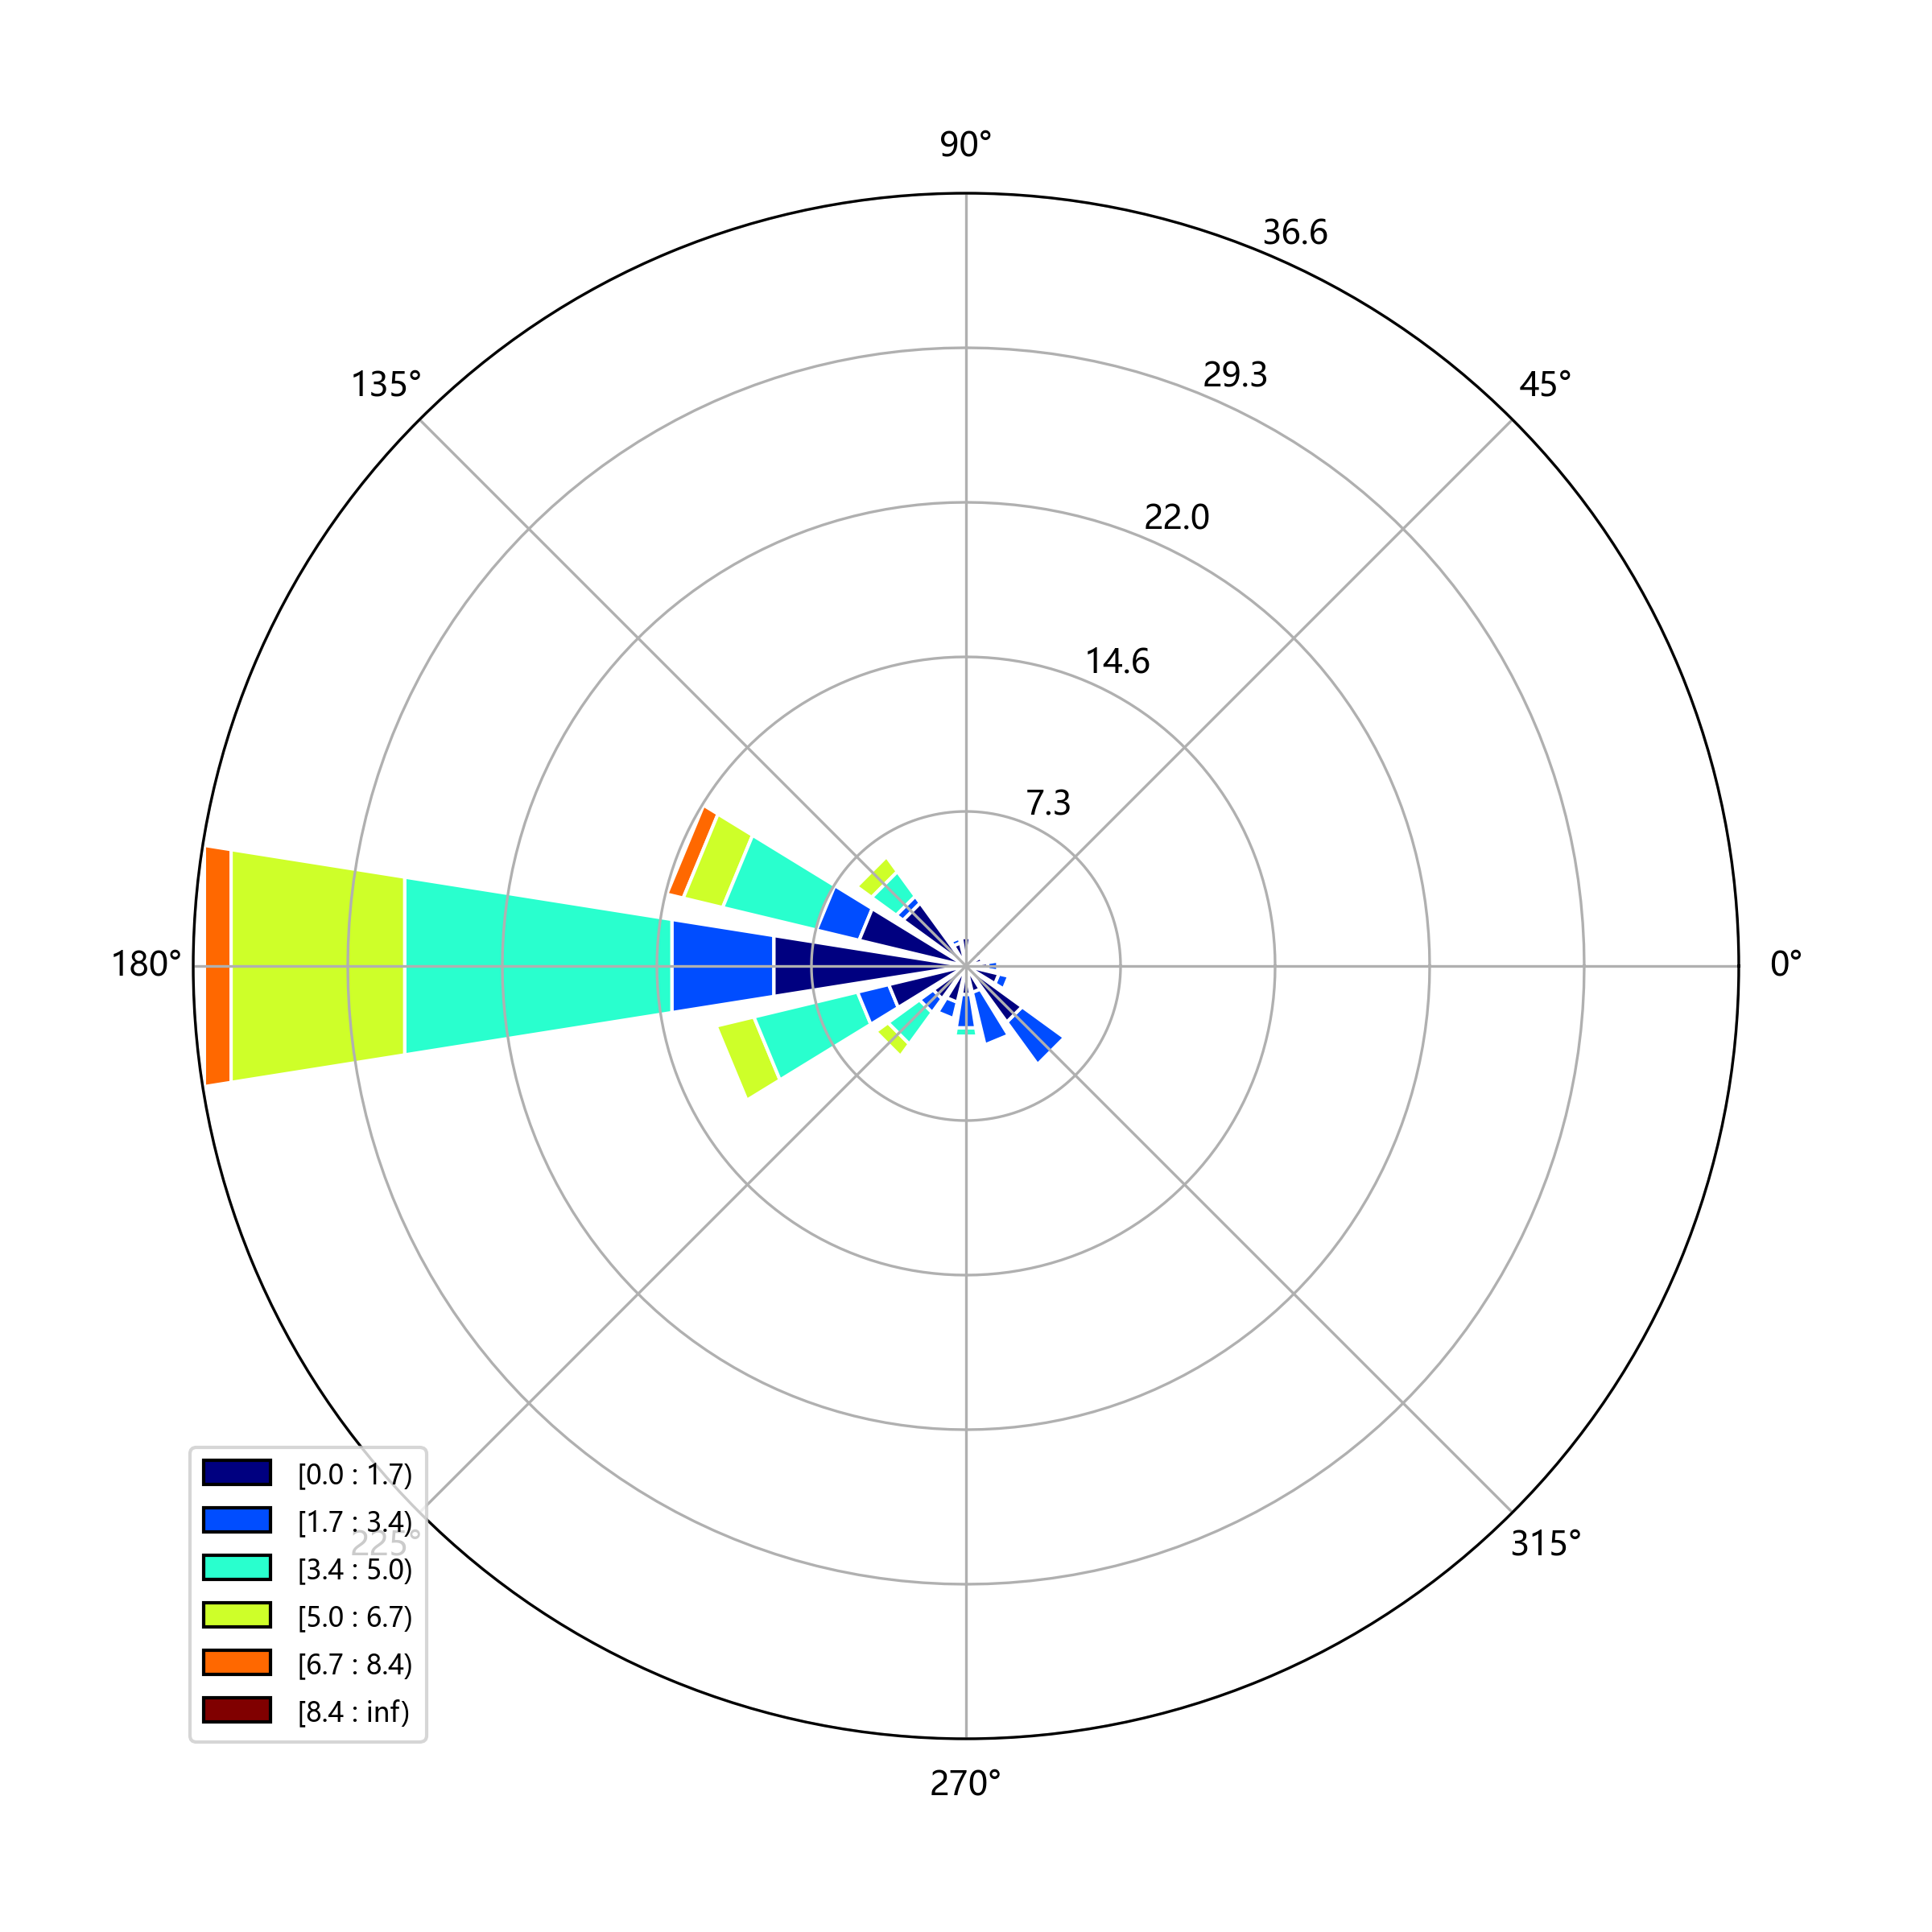 90°
36.6
29.3
135°
45°
22.0
14.6
7.3
180°
0°
[0.0 : 1.7)
[1.7 : 3.4)
225°
315°
[3.4 : 5.0)
[5.0 : 6.7)
[6.7 : 8.4)
[8.4 : inf)
270°